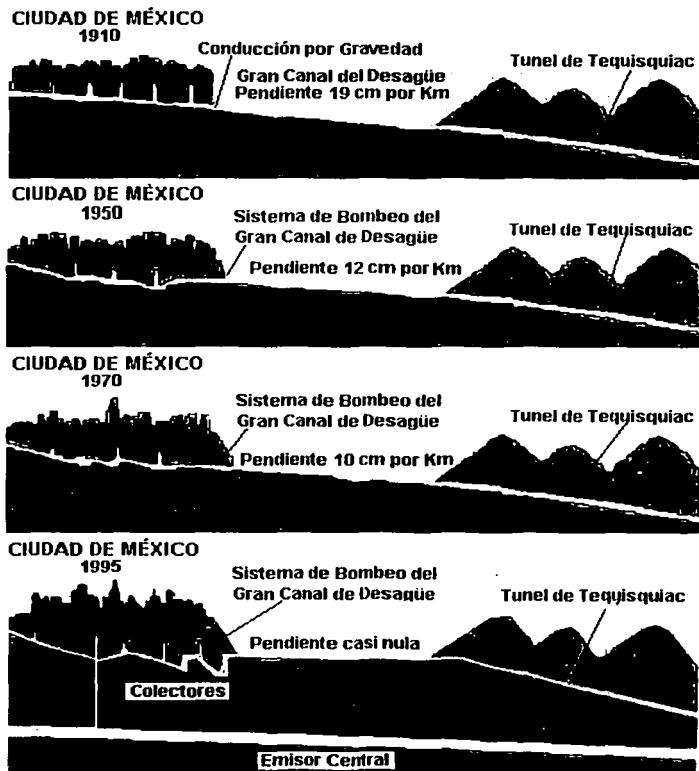 CIUDAD DE MÉXICO
1910
Conducción por Gravedad
Gran Canal del Desagüe
Pendiente 19 cm por Km
Tunel de Tequisquiac
CIUDAD DE MÉXICO
1950
Sistema de Bombeo del
Gran Canal de Desagüe
Pendiente 12 cm por Km
Tunel de Tequisquiac
CIUDAD DE MÉXICO
1970
Sistema de Bombeo del
Gran Canal de Desagüe
Pendiente 10 cm por Km
Tunel de Tequisquiac
CIUDAD DE MÉXICO
1995
Sistema de Bombeo del
Gran Canal de Desagüe
Pendiente casi nula
Tunel de Tequisquiac
Colectores
Emisor Central